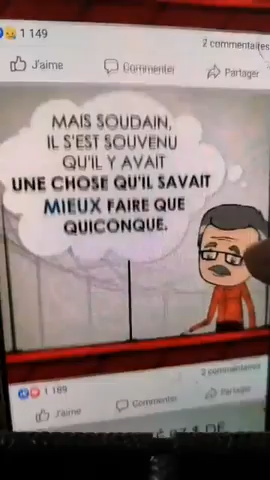 1 149
2 commentaires
J'aime
Commenter
Partager
MAIS SOUDAIN,
IL S'EST SOUVENU
QU'IL Y AVAIT
UNE CHOSE QU'IL SAVAIT
MIEUX FAIRE QUE
QUICONQUE.
1 189
2 commentaires
J'aime
Commenter
Partager